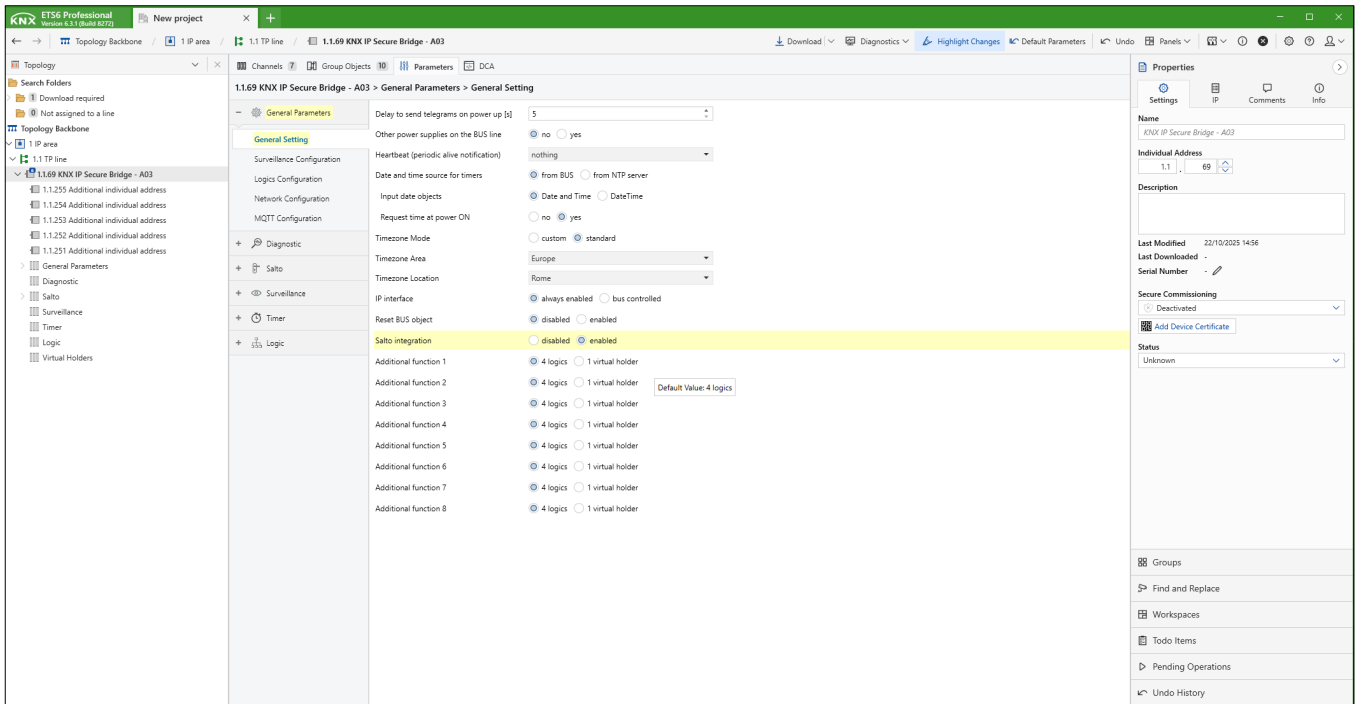 KNX ETS6 Professional
Version 6.3.1 (Build 8272)
New project
Topology Backbone / 1 IP area / 1.1 TP line / 1.1.69 KNX IP Secure Bridge - A03
Download Diagnostics Highlight Changes Default Parameters Undo Panels
Topology
Search Folders
1 Download required
0 Not assigned to a line
Topology Backbone
1 IP area
1.1 TP line
1.1.69 KNX IP Secure Bridge - A03
1.1.255 Additional individual address
1.1.254 Additional individual address
1.1.253 Additional individual address
1.1.252 Additional individual address
1.1.251 Additional individual address
General Parameters
Diagnostic
Salto
Surveillance
Timer
Logic
Virtual Holders
Channels 7 Group Objects 10 Parameters DCA
1.1.69 KNX IP Secure Bridge - A03 > General Parameters > General Setting
General Parameters
General Setting
Surveillance Configuration
Logics Configuration
Network Configuration
MQTT Configuration
Diagnostic
Salto
Surveillance
Timer
Logic
Delay to send telegrams on power up [s] 5
Other power supplies on the BUS line no yes
Heartbeat (periodic alive notification) nothing
Date and time source for timers from BUS from NTP server
Input date objects Date and Time DateTime
Request time at power ON no yes
Timezone Mode custom standard
Timezone Area Europe
Timezone Location Rome
IP interface always enabled bus controlled
Reset BUS object disabled enabled
Salto integration disabled enabled
Additional function 1 4 logics 1 virtual holder
Additional function 2 4 logics 1 virtual holder
Default Value: 4 logics
Additional function 3 4 logics 1 virtual holder
Additional function 4 4 logics 1 virtual holder
Additional function 5 4 logics 1 virtual holder
Additional function 6 4 logics 1 virtual holder
Additional function 7 4 logics 1 virtual holder
Additional function 8 4 logics 1 virtual holder
Properties
Settings IP Comments Info
Name
KNX IP Secure Bridge - A03
Individual Address
1.1 . 69
Description
Last Modified 22/10/2025 14:56
Last Downloaded -
Serial Number -
Secure Commissioning
Deactivated
Add Device Certificate
Status
Unknown
Groups
Find and Replace
Workspaces
Todo Items
Pending Operations
Undo History